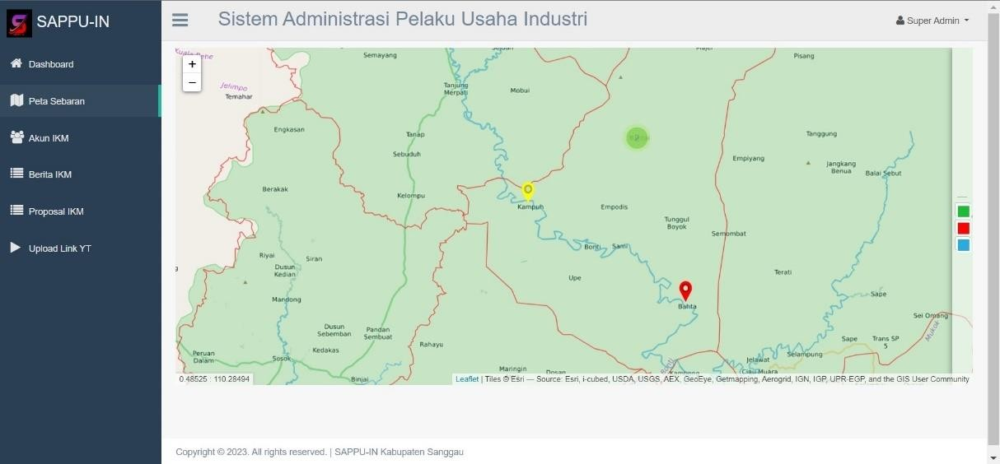 SAPPU-IN
Sistem Administrasi Pelaku Usaha Industri
Super Admin
Dashboard
Peta Sebaran
Akun IKM
Berita IKM
Proposal IKM
Upload Link YT
+
−
Semayang
Pisang
Jelimpo
Temahar
Tanjung
Merpati
Mobui
Engkasan
Tanap
Tanggung
Sebuduh
Empiyang
Jangkang
Benua
Balai Sebut
Berakak
Kelompu
Kampuh
Empodis
Tunggul
Boyok
Semombat
Bonti
Sami
Riyai
Siran
Dusun
Kedian
Upe
Terati
Mandong
Bahta
Sape
Sei Omang
Dusun
Sebemban
Pandan
Sembuat
Mukok
Kedakas
Rahayu
Sape
Trans SP
5
Peruan
Dalam
Sosok
Selampung
Jelawat
Binjai
Maringin
Dosan
Kembong
Ciau Muara
0.48525 : 110.28494
Leaflet | Tiles © Esri — Source: Esri, i-cubed, USDA, USGS, AEX, GeoEye, Getmapping, Aerogrid, IGN, IGP, UPR-EGP, and the GIS User Community
Copyright © 2023. All rights reserved. | SAPPU-IN Kabupaten Sanggau